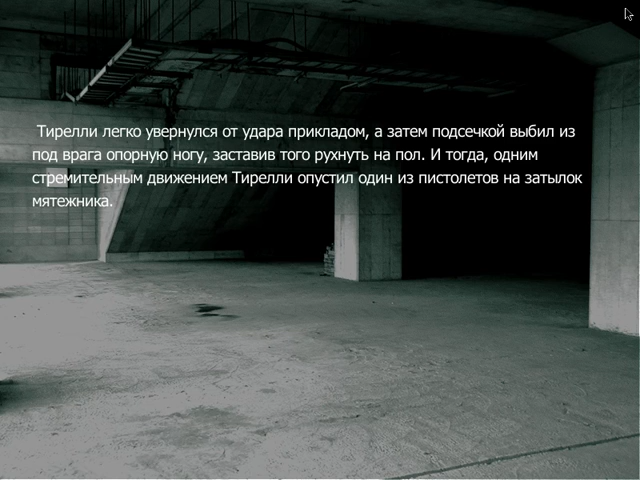 Тирелли легко увернулся от удара прикладом, а затем подсечкой выбил из
под врага опорную ногу, заставив того рухнуть на пол. И тогда, одним
стремительным движением Тирелли опустил один из пистолетов на затылок
мятежника.